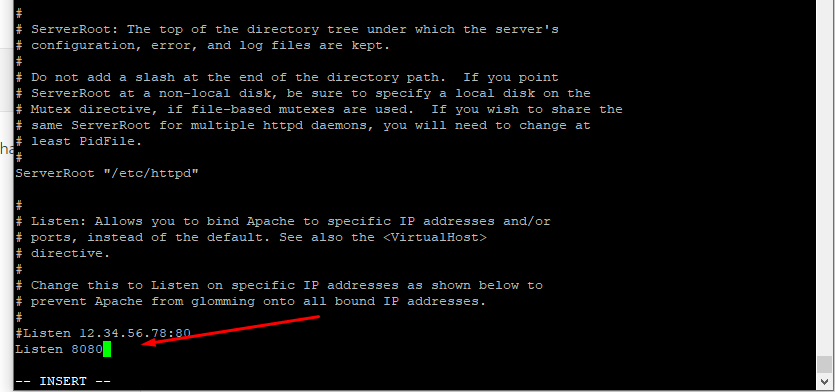 #
# ServerRoot: The top of the directory tree under which the server's
# configuration, error, and log files are kept.
#
# Do not add a slash at the end of the directory path.  If you point
# ServerRoot at a non-local disk, be sure to specify a local disk on the
# Mutex directive, if file-based mutexes are used.  If you wish to share the
# same ServerRoot for multiple httpd daemons, you will need to change at
# least PidFile.
#
ServerRoot "/etc/httpd"
#
# Listen: Allows you to bind Apache to specific IP addresses and/or
# ports, instead of the default. See also the <VirtualHost>
# directive.
#
# Change this to Listen on specific IP addresses as shown below to
# prevent Apache from glomming onto all bound IP addresses.
#
#Listen 12.34.56.78:80
Listen 8080
-- INSERT --